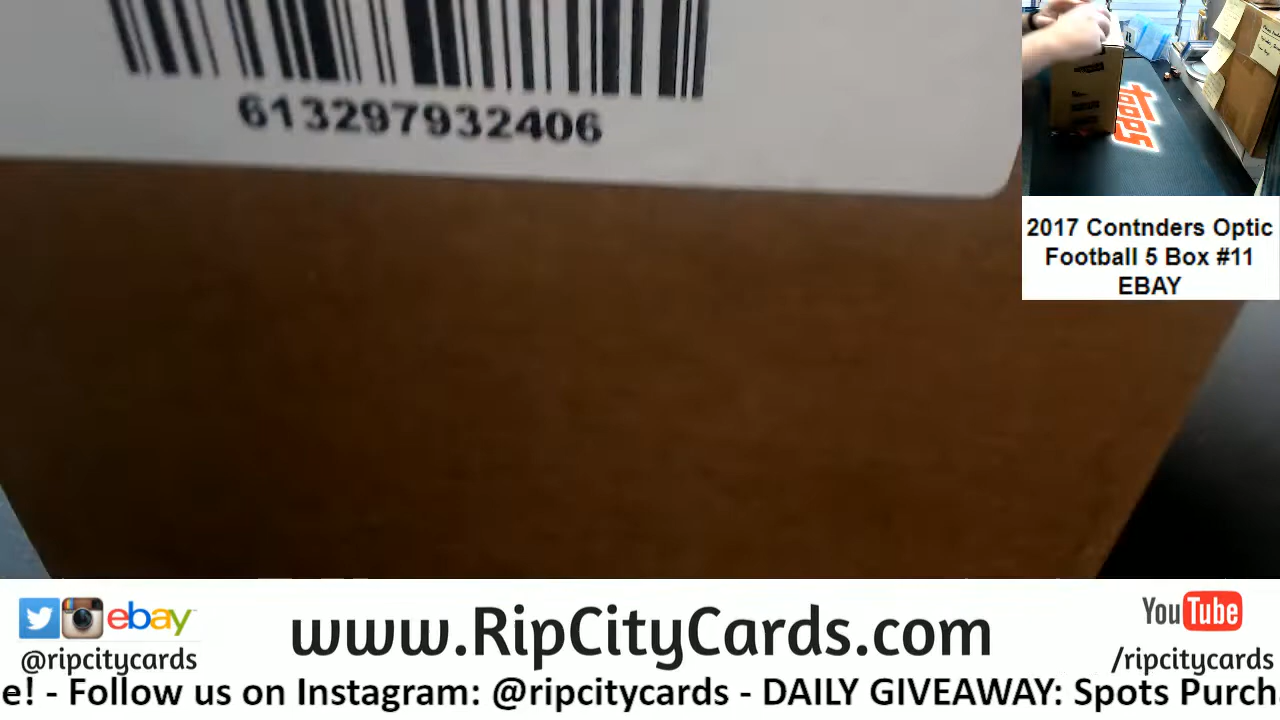 613297932406
Topps
2017 Contnders Optic
Football 5 Box #11
EBAY
ebay
www.RipCityCards.com
YouTube
@ripcitycards
/ripcitycards
e! - Follow us on Instagram: @ripcitycards - DAILY GIVEAWAY: Spots Purch